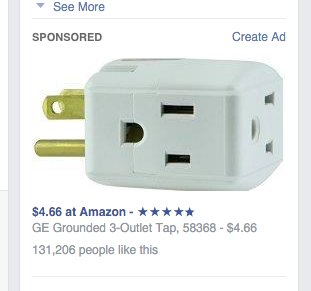 See More
SPONSORED
Create Ad
$4.66 at Amazon - ★★★★★
GE Grounded 3-Outlet Tap, 58368 - $4.66
131,206 people like this